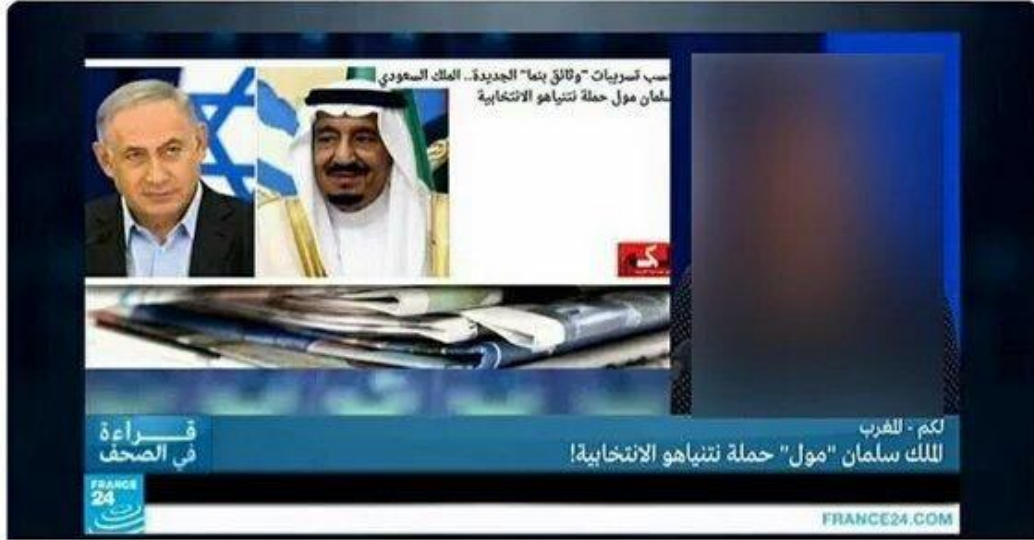 حسب تسريبات "وثائق بنما" الجديدة.. الملك السعودي
سلمان مول حملة نتنياهو الانتخابية
لكم - المغرب
الملك سلمان "مول" حملة نتنياهو الانتخابية!
قراءة
في الصحف
FRANCE
24
FRANCE24.COM